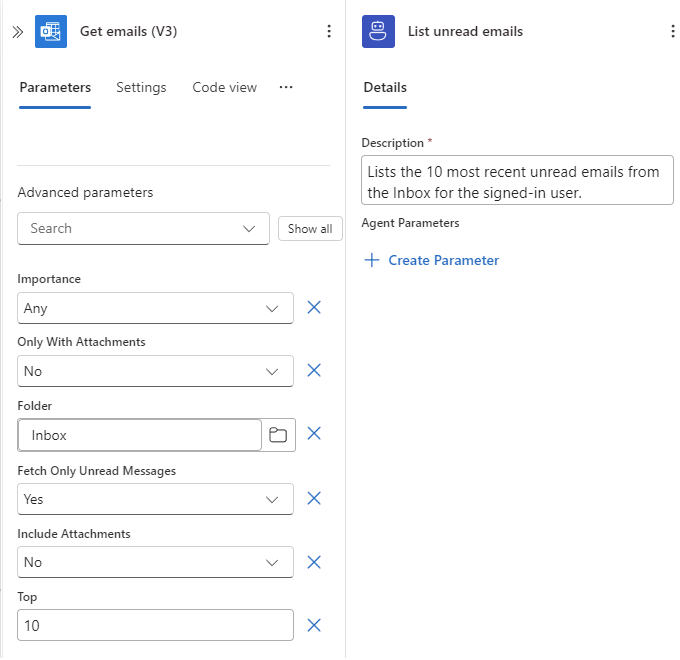 Get emails (V3)
Parameters
Settings
Code view
Advanced parameters
Search
Show all
Importance
Any
Only With Attachments
No
Folder
Inbox
Fetch Only Unread Messages
Yes
Include Attachments
No
Top
10
List unread emails
Details
Description *
Lists the 10 most recent unread emails from
the Inbox for the signed-in user.
Agent Parameters
Create Parameter